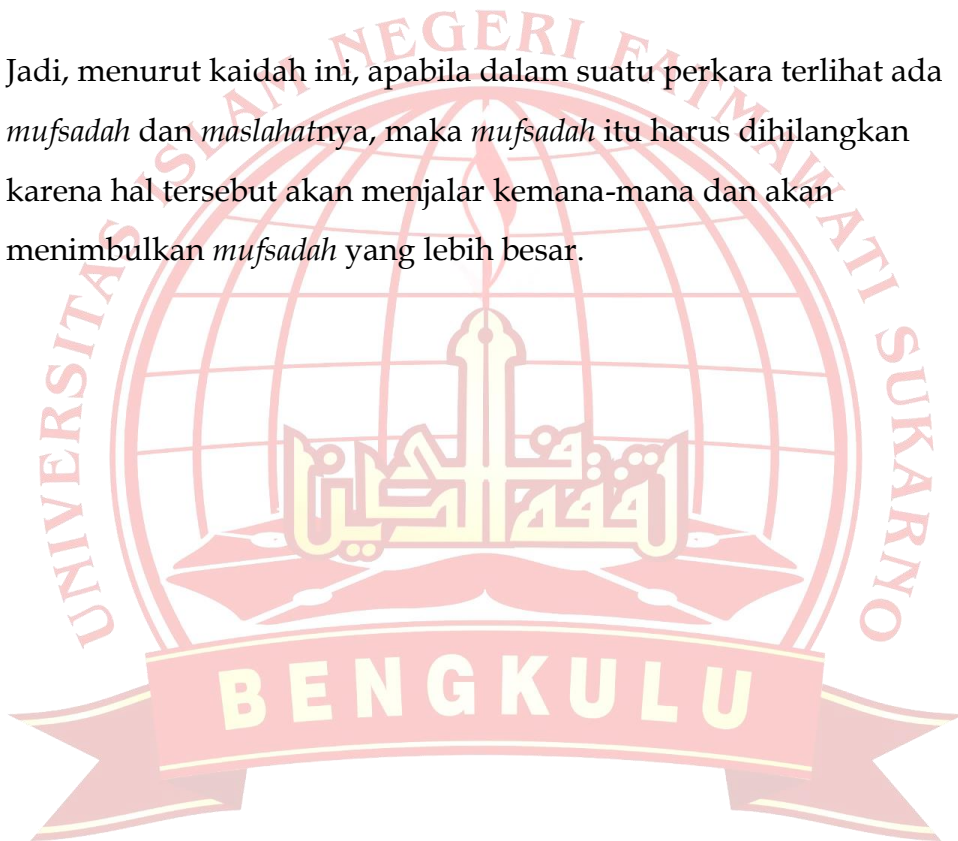 Jadi, menurut kaidah ini, apabila dalam suatu perkara terlihat ada
mufsadah dan maslahatnya, maka mufsadah itu harus dihilangkan
karena hal tersebut akan menjalar kemana-mana dan akan
menimbulkan mufsadah yang lebih besar.
UNIVERSITAS ISLAM NEGERI FATMAWATI SUKARNO
BENGKULU